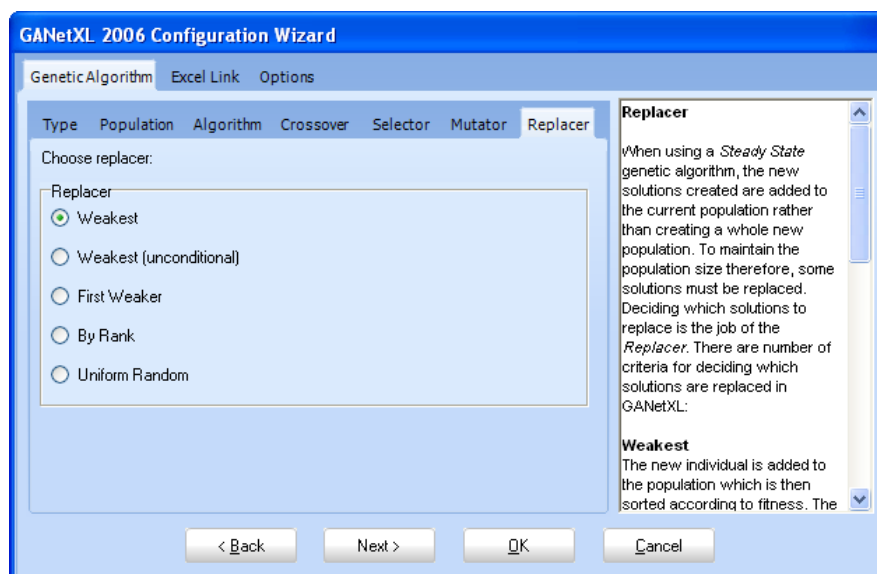 GANetXL 2006 Configuration Wizard
Genetic Algorithm Excel Link Options
Type Population Algorithm Crossover Selector Mutator Replacer
Choose replacer:
Replacer
Weakest
Weakest (unconditional)
First Weaker
By Rank
Uniform Random
Replacer
When using a Steady State
genetic algorithm, the new
solutions created are added to
the current population rather
than creating a whole new
population. To maintain the
population size therefore, some
solutions must be replaced.
Deciding which solutions to
replace is the job of the
Replacer. There are number of
criteria for deciding which
solutions are replaced in
GANetXL:
Weakest
The new individual is added to
the population which is then
sorted according to fitness. The
< Back Next > OK Cancel